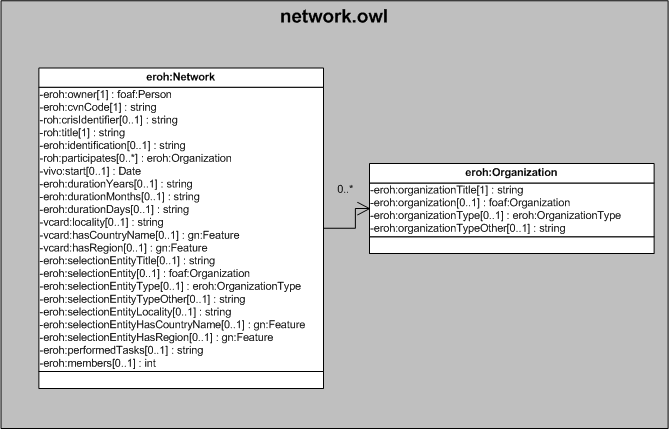 network.owl
eroh:Network
-eroh:owner[1] : foaf:Person
-eroh:cvnCode[1] : string
-roh:crisIdentifier[0..1] : string
-roh:title[1] : string
-eroh:identification[0..1] : string
-roh:participates[0..*] : eroh:Organization
-vivo:start[0..1] : Date
-eroh:durationYears[0..1] : string
-eroh:durationMonths[0..1] : string
-eroh:durationDays[0..1] : string
-vcard:locality[0..1] : string
-vcard:hasCountryName[0..1] : gn:Feature
-vcard:hasRegion[0..1] : gn:Feature
-eroh:selectionEntityTitle[0..1] : string
-eroh:selectionEntity[0..1] : foaf:Organization
-eroh:selectionEntityType[0..1] : eroh:OrganizationType
-eroh:selectionEntityTypeOther[0..1] : string
-eroh:selectionEntityLocality[0..1] : string
-eroh:selectionEntityHasCountryName[0..1] : gn:Feature
-eroh:selectionEntityHasRegion[0..1] : gn:Feature
-eroh:performedTasks[0..1] : string
-eroh:members[0..1] : int
0..*
eroh:Organization
-eroh:organizationTitle[1] : string
-eroh:organization[0..1] : foaf:Organization
-eroh:organizationType[0..1] : eroh:OrganizationType
-eroh:organizationTypeOther[0..1] : string